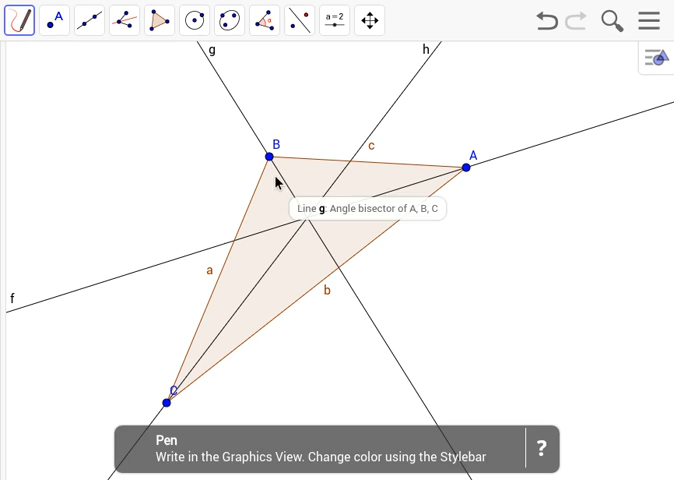 A
α
a=2
g
h
B
c
A
Line g: Angle bisector of A, B, C
a
b
f
C
Pen
Write in the Graphics View. Change color using the Stylebar
?